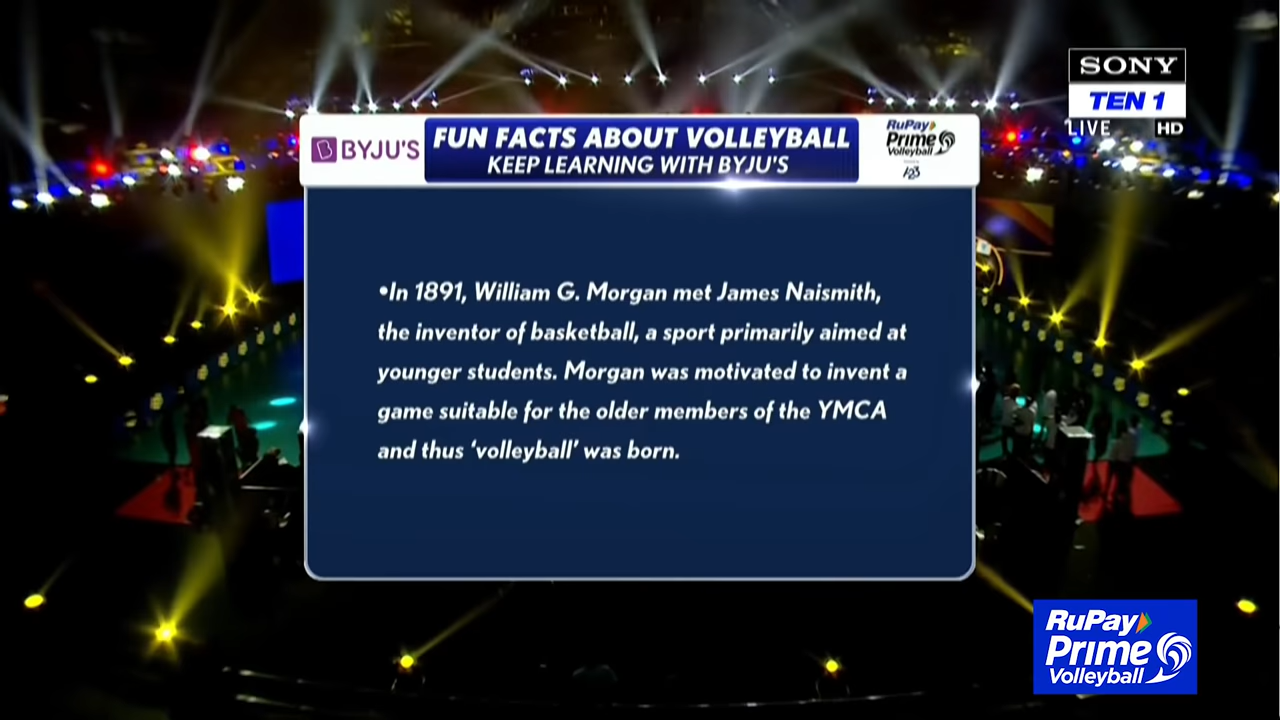 SONY
TEN 1
LIVE HD
BYJU'S
FUN FACTS ABOUT VOLLEYBALL
KEEP LEARNING WITH BYJU'S
RuPay
Prime
Volleyball
A23
•In 1891, William G. Morgan met James Naismith,
the inventor of basketball, a sport primarily aimed at
younger students. Morgan was motivated to invent a
game suitable for the older members of the YMCA
and thus ‘volleyball’ was born.
RuPay
Prime
Volleyball